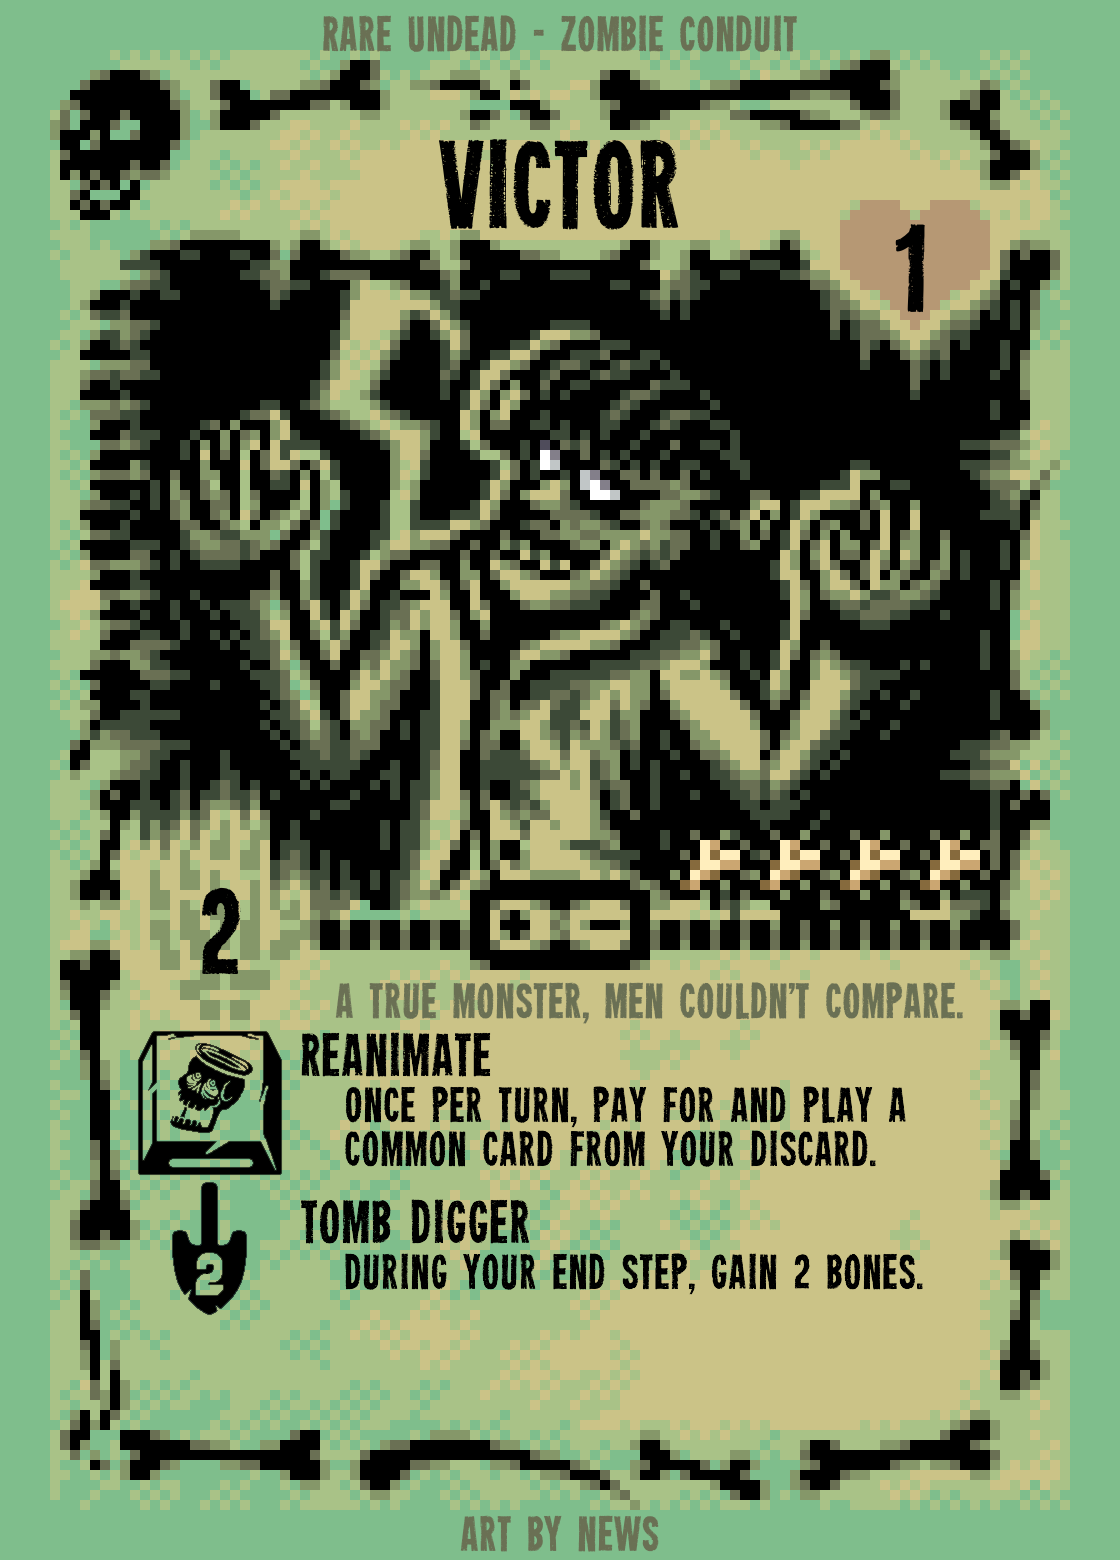 RARE UNDEAD - ZOMBIE CONDUIT
VICTOR
1
2
A TRUE MONSTER, MEN COULDN'T COMPARE.
REANIMATE
ONCE PER TURN, PAY FOR AND PLAY A
COMMON CARD FROM YOUR DISCARD.
TOMB DIGGER
2
DURING YOUR END STEP, GAIN 2 BONES.
ART BY NEWS